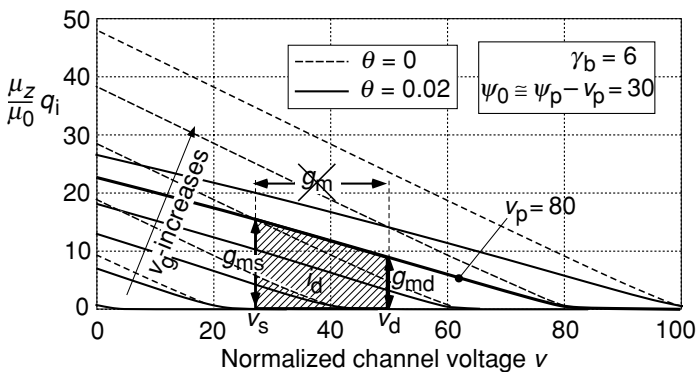 50
40
30
20
10
0
μz/μ0 qi
θ = 0
θ = 0.02
γb = 6
ψ0 ≅ ψp – vp = 30
vg-increases
gm
vp = 80
gms
id
gmd
0 20 40 60 80 100
vs vd
Normalized channel voltage v